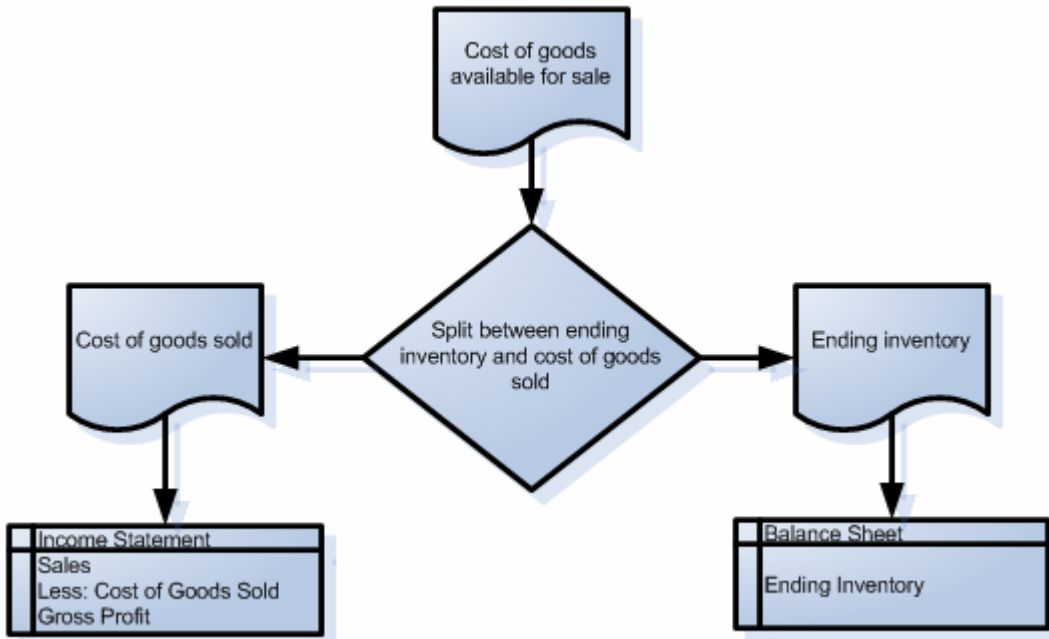 Cost of goods
available for sale
Split between ending
inventory and cost of goods
sold
Cost of goods sold
Ending inventory
Income Statement
Sales
Less: Cost of Goods Sold
Gross Profit
Balance Sheet
Ending Inventory